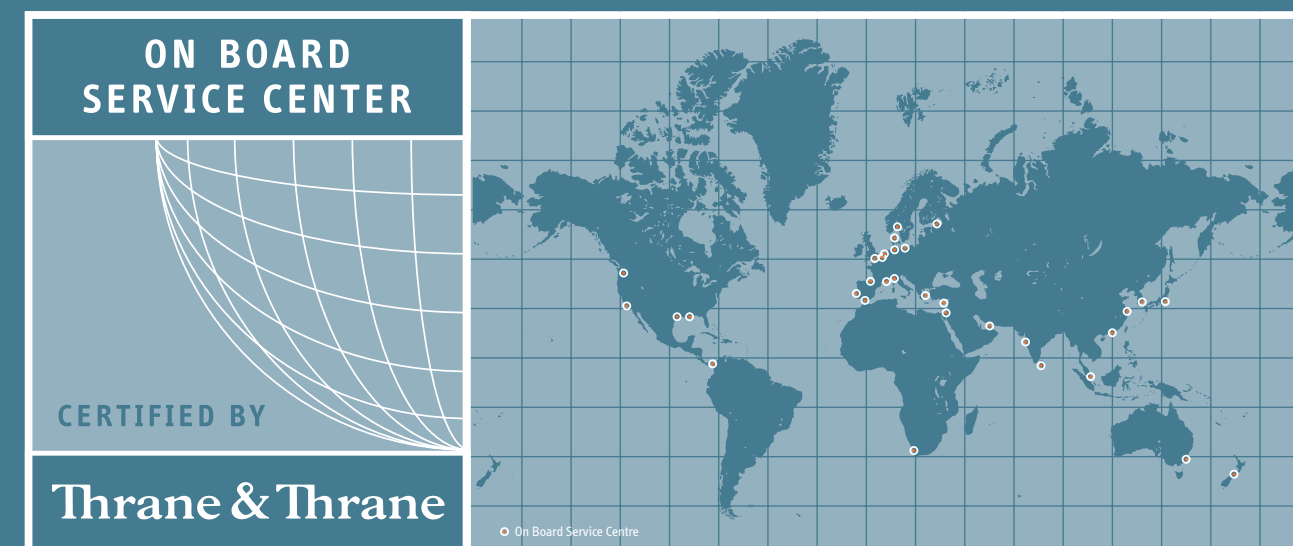 ON BOARD
SERVICE CENTER
CERTIFIED BY
Thrane & Thrane
On Board Service Centre